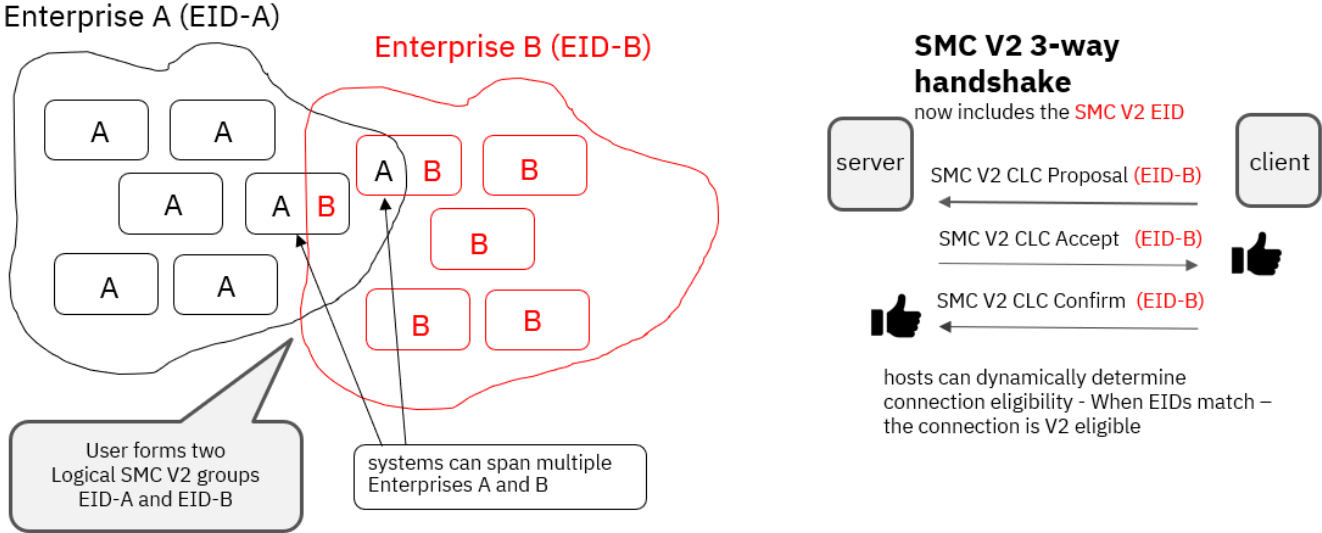 Enterprise A (EID-A)
Enterprise B (EID-B)
A
A
A
A B
A
A
A B
B
B
B
B
User forms two
Logical SMC V2 groups
EID-A and EID-B
systems can span multiple
Enterprises A and B
SMC V2 3-way
handshake
now includes the SMC V2 EID
server
client
SMC V2 CLC Proposal (EID-B)
SMC V2 CLC Accept (EID-B)
SMC V2 CLC Confirm (EID-B)
hosts can dynamically determine
connection eligibility - When EIDs match –
the connection is V2 eligible